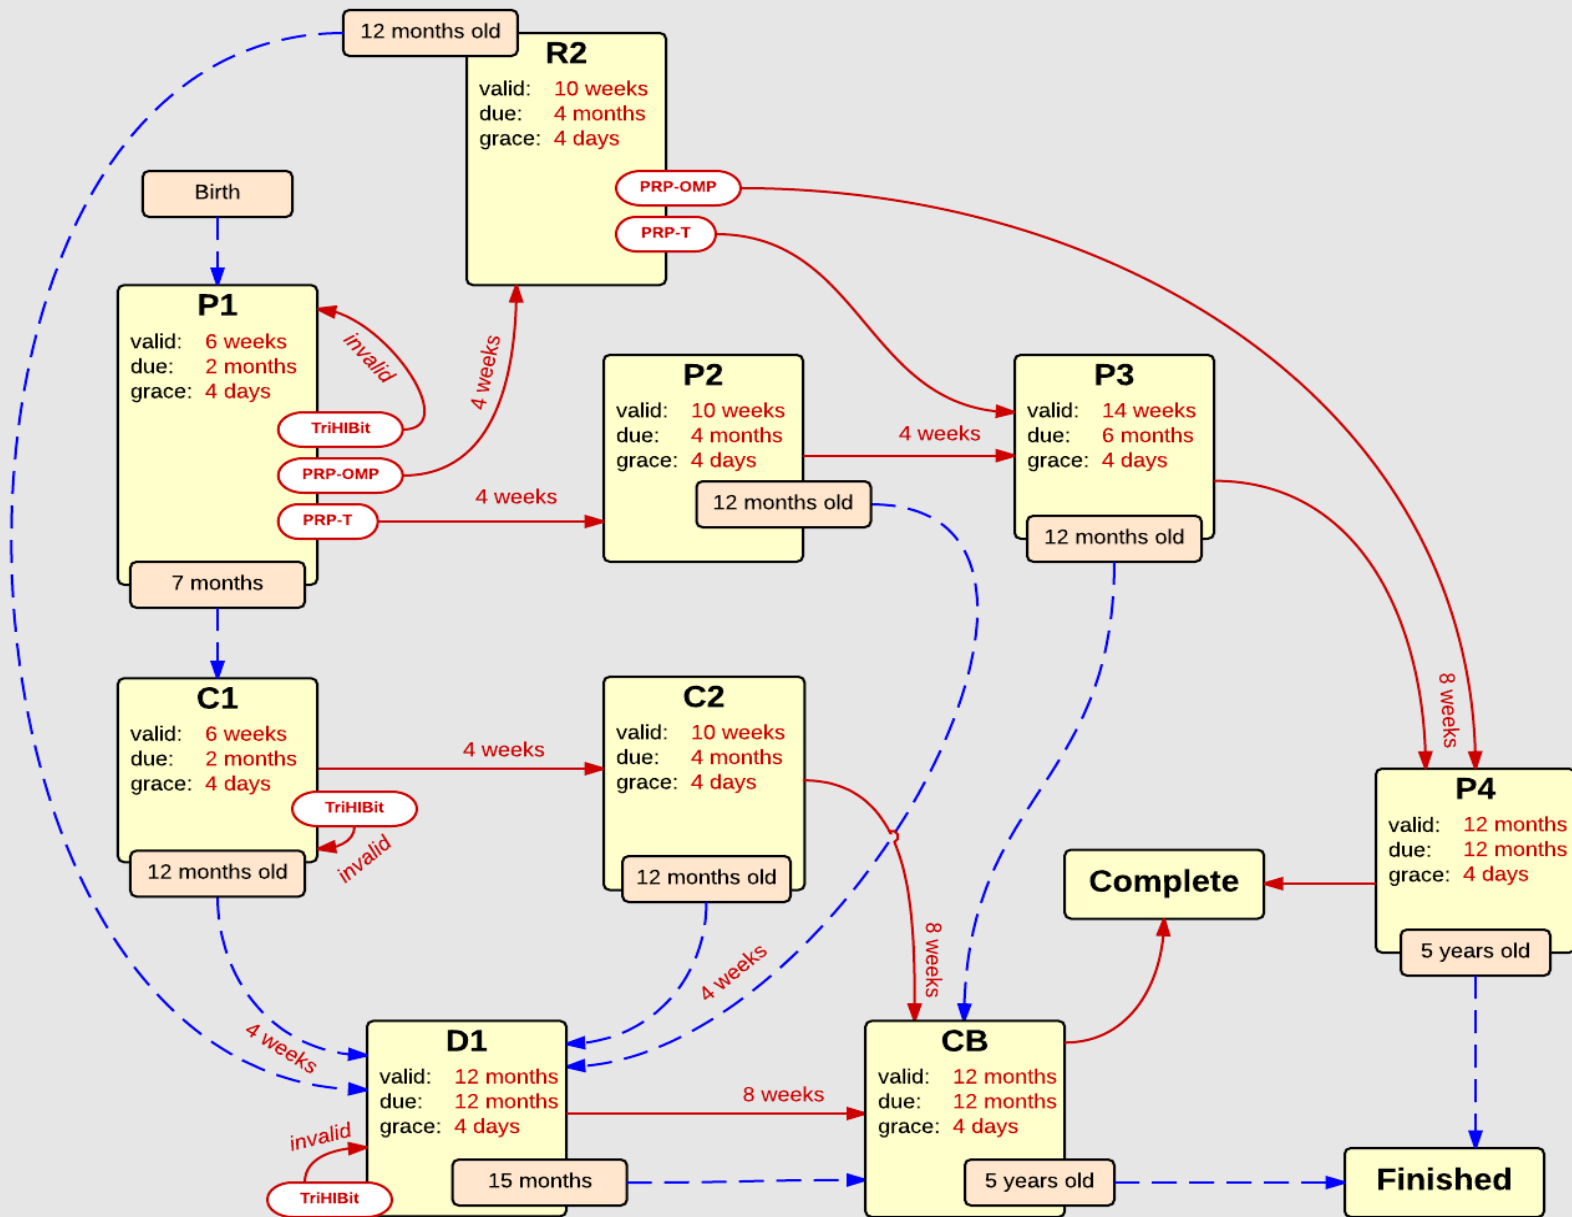 12 months old
R2
valid: 10 weeks
due: 4 months
grace: 4 days
PRP-OMP
PRP-T
Birth
P1
valid: 6 weeks
due: 2 months
grace: 4 days
TriHIBit
invalid
PRP-OMP
4 weeks
PRP-T
4 weeks
7 months
P2
valid: 10 weeks
due: 4 months
grace: 4 days
12 months old
4 weeks
P3
valid: 14 weeks
due: 6 months
grace: 4 days
12 months old
8 weeks
C1
valid: 6 weeks
due: 2 months
grace: 4 days
TriHIBit
invalid
12 months old
4 weeks
C2
valid: 10 weeks
due: 4 months
grace: 4 days
12 months old
8 weeks
4 weeks
P4
valid: 12 months
due: 12 months
grace: 4 days
5 years old
Complete
4 weeks
D1
valid: 12 months
due: 12 months
grace: 4 days
invalid
TriHIBit
15 months
8 weeks
CB
valid: 12 months
due: 12 months
grace: 4 days
5 years old
Finished